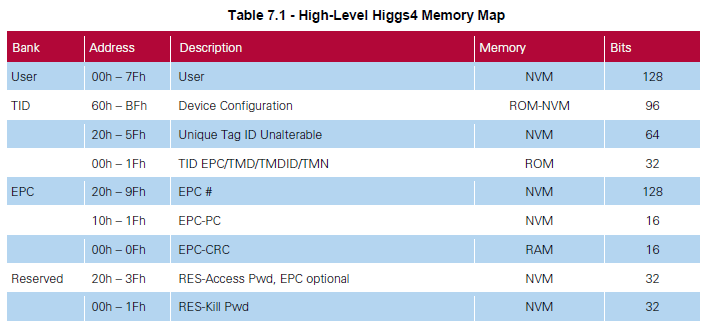 Table 7.1 - High-Level Higgs4 Memory Map
Bank Address Description Memory Bits
User 00h – 7Fh User NVM 128
TID 60h – BFh Device Configuration ROM-NVM 96
20h – 5Fh Unique Tag ID Unalterable NVM 64
00h – 1Fh TID EPC/TMD/TMDID/TMN ROM 32
EPC 20h – 9Fh EPC # NVM 128
10h – 1Fh EPC-PC NVM 16
00h – 0Fh EPC-CRC RAM 16
Reserved 20h – 3Fh RES-Access Pwd, EPC optional NVM 32
00h – 1Fh RES-Kill Pwd NVM 32